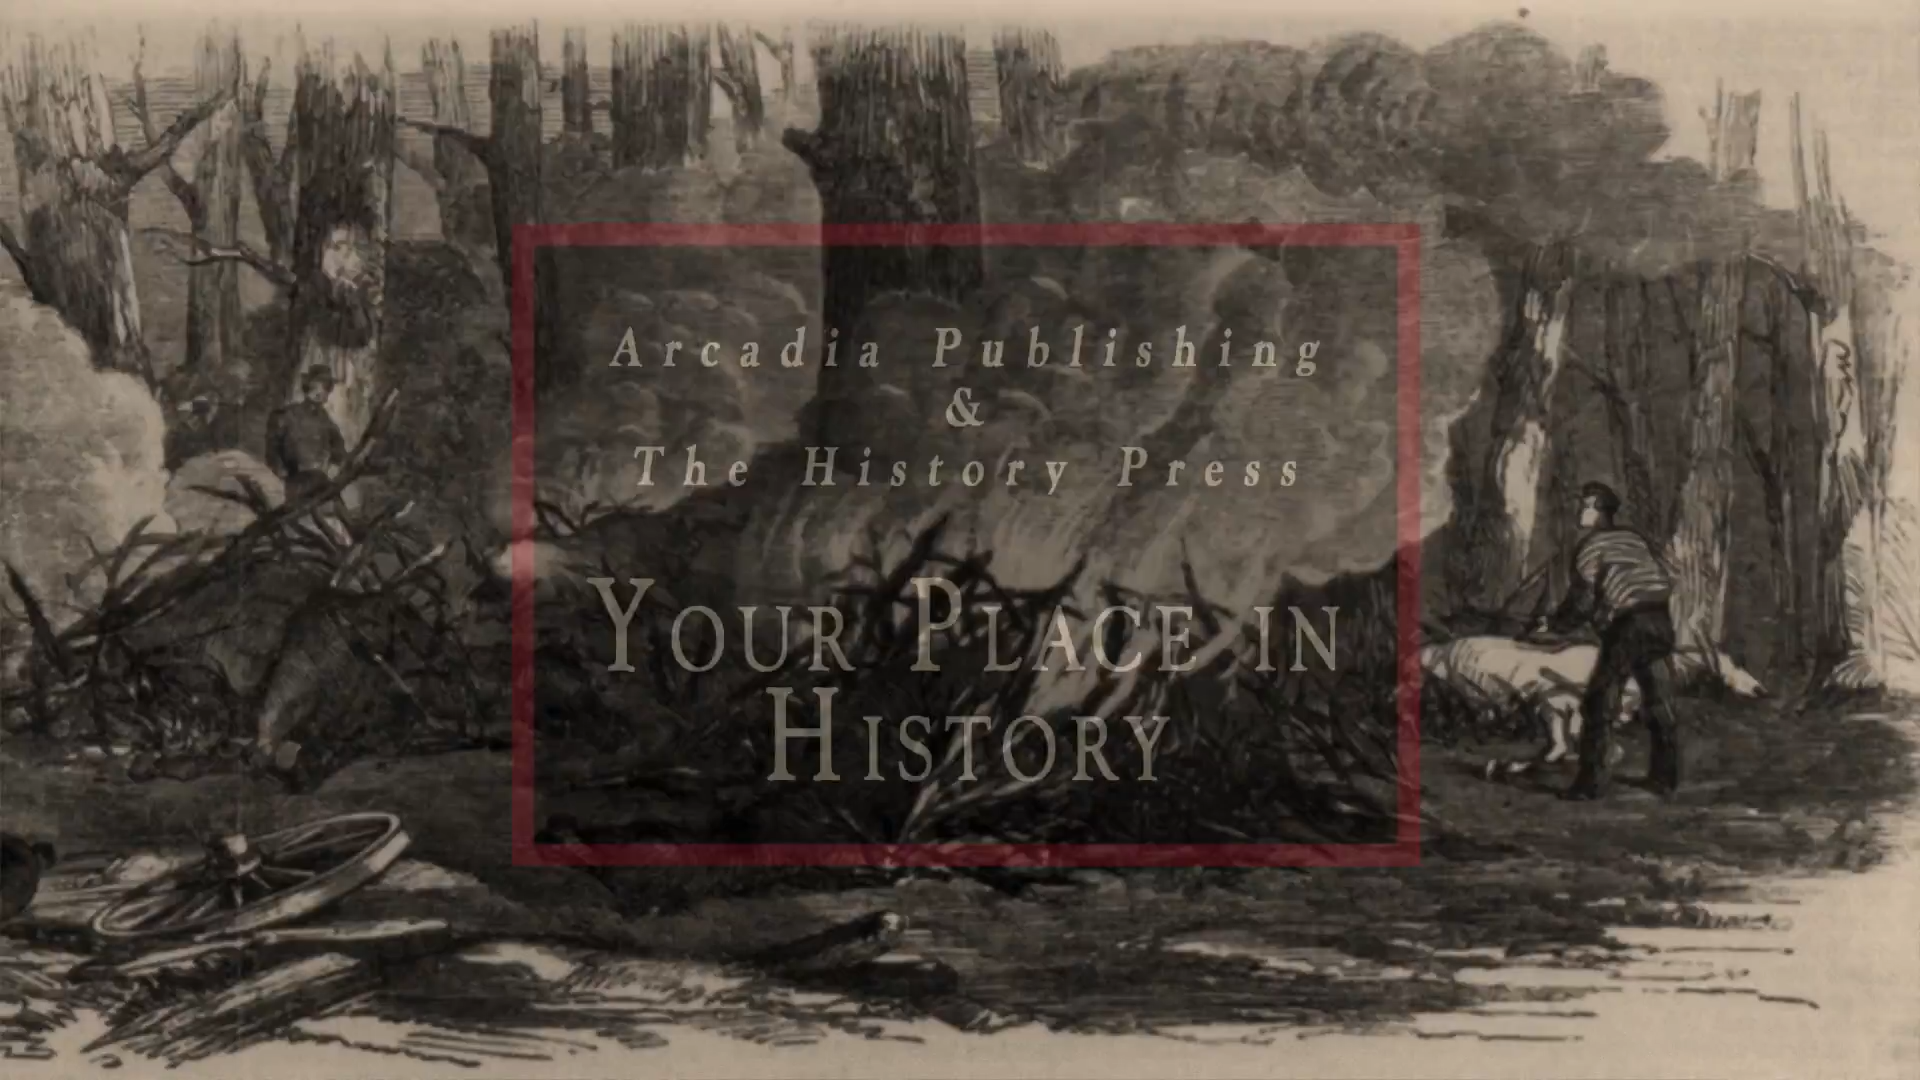 Arcadia Publishing
&
The History Press
Your Place in
History